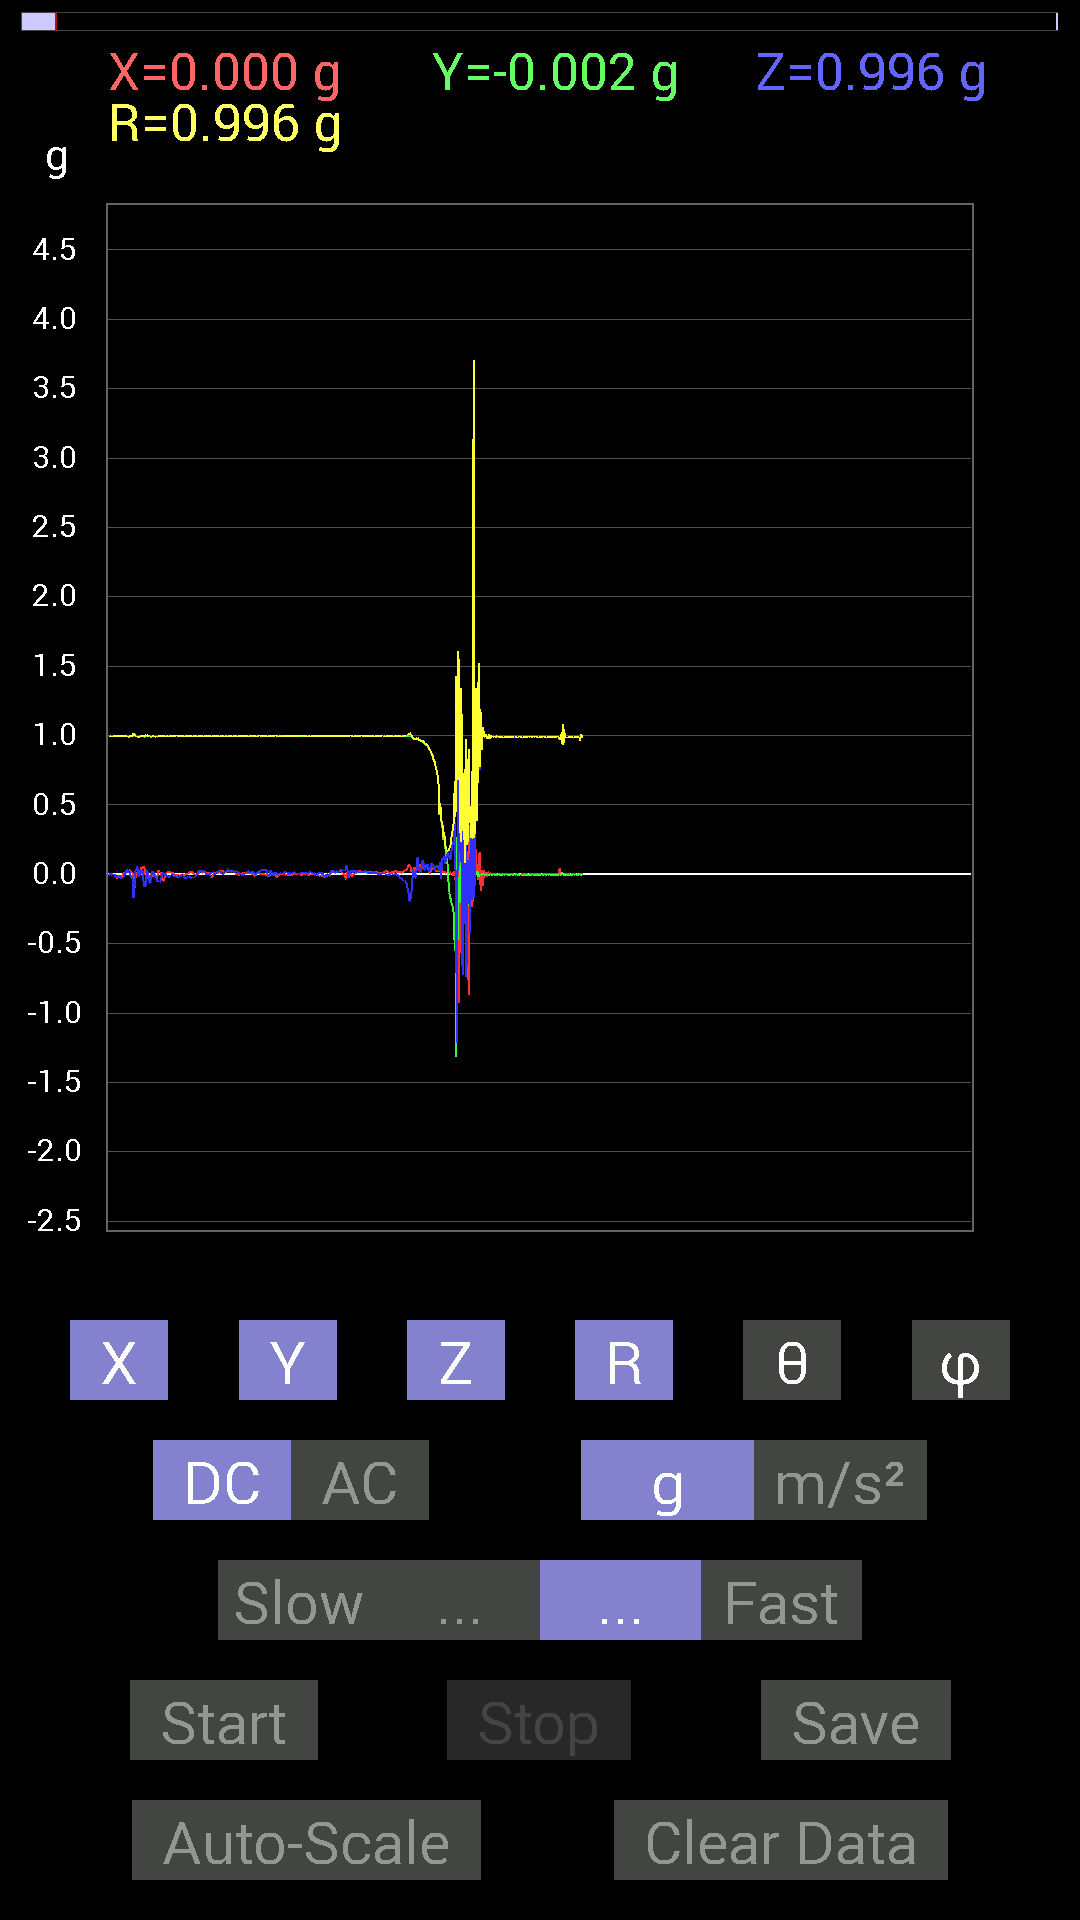 X=0.000 g Y=-0.002 g Z=0.996 g
R=0.996 g
g
4.5
4.0
3.5
3.0
2.5
2.0
1.5
1.0
0.5
0.0
-0.5
-1.0
-1.5
-2.0
-2.5
X Y Z R θ φ
DC AC g m/s²
Slow ... ... Fast
Start Stop Save
Auto-Scale Clear Data